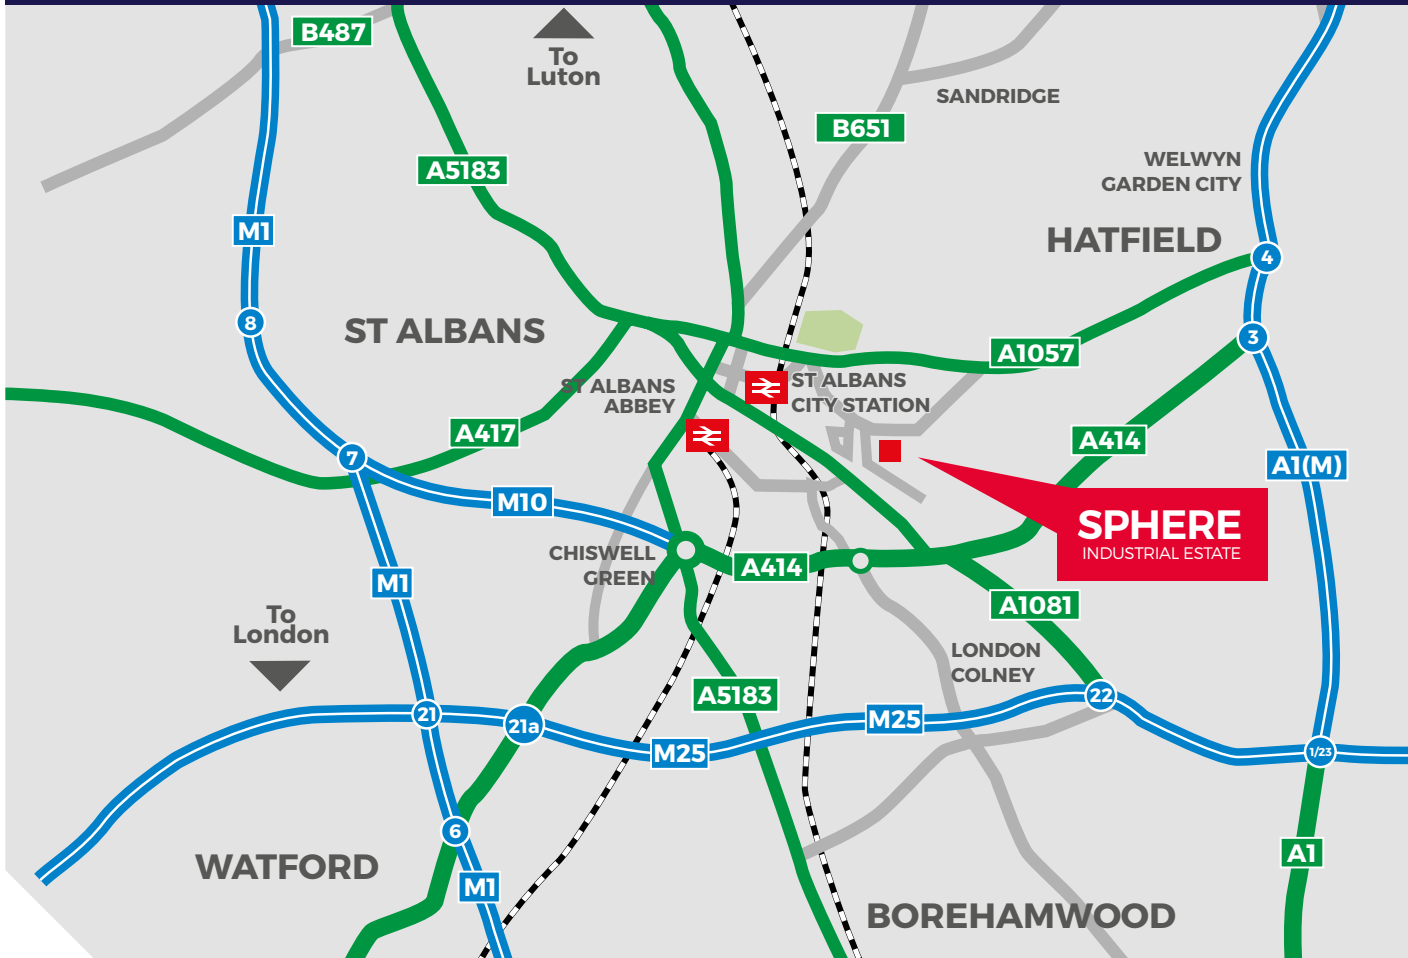 B487
To
Luton
SANDRIDGE
B651
WELWYN
GARDEN CITY
A5183
M1
HATFIELD
4
8
ST ALBANS
3
A1057
ST ALBANS
ABBEY
ST ALBANS
CITY STATION
A417
A414
7
A1(M)
M10
SPHERE
INDUSTRIAL ESTATE
CHISWELL
GREEN
A414
M1
A1081
To
London
LONDON
COLNEY
A5183
22
21
21a
M25
M25
1/23
6
A1
WATFORD
M1
BOREHAMWOOD